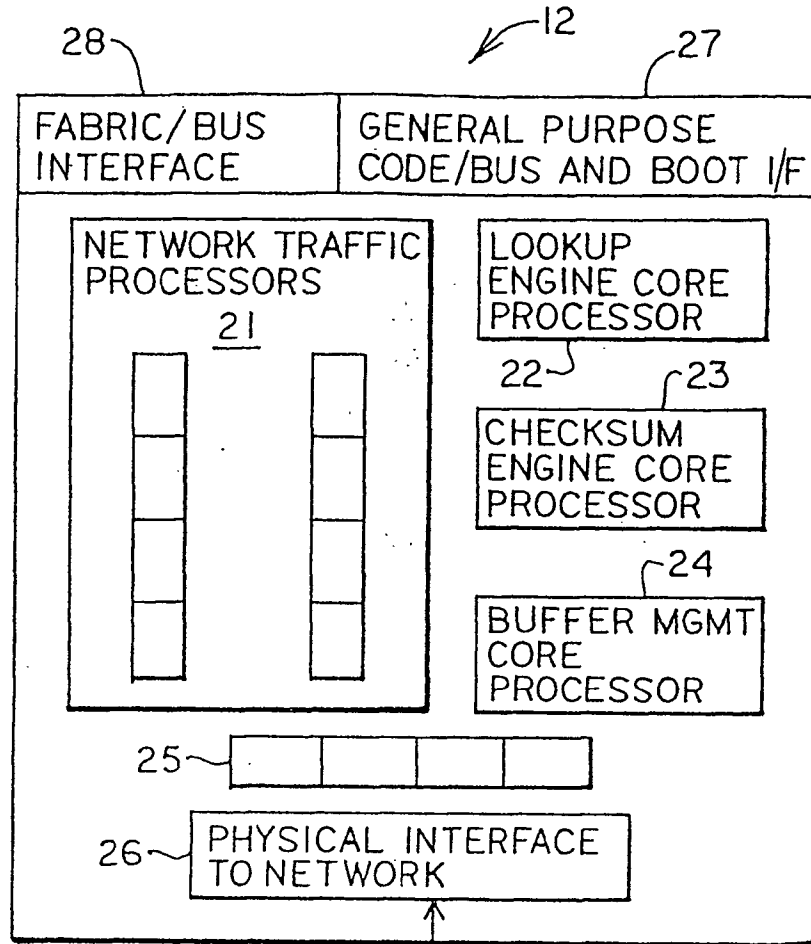 12
28
27
FABRIC/BUS
INTERFACE
GENERAL PURPOSE
CODE/BUS AND BOOT I/F
NETWORK TRAFFIC
PROCESSORS
21
LOOKUP
ENGINE CORE
PROCESSOR
22
23
CHECKSUM
ENGINE CORE
PROCESSOR
24
BUFFER MGMT
CORE
PROCESSOR
25
26
PHYSICAL INTERFACE
TO NETWORK